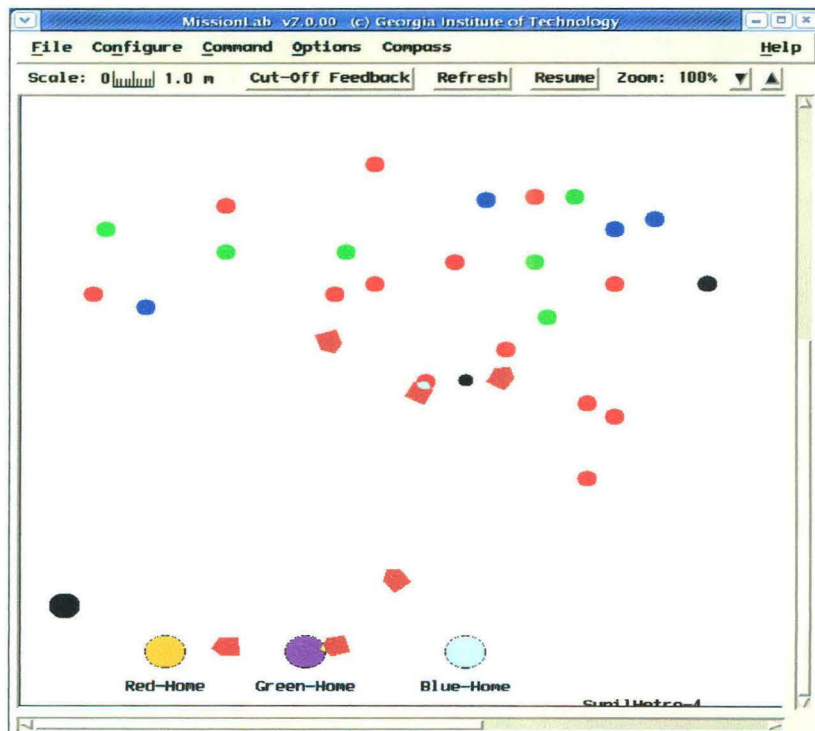 MissionLab v7.0.00 (c) Georgia Institute of Technology
File Configure Command Options Compass Help
Scale: 0 1.0 m Cut-Off Feedback Refresh Resume Zoom: 100%
Red-Home Green-Home Blue-Home